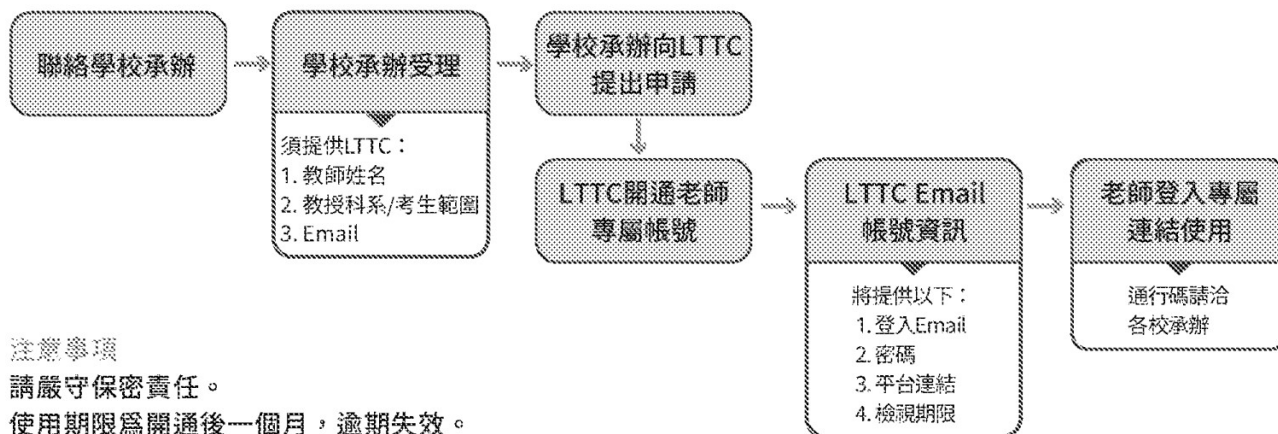 聯絡學校承辦
學校承辦受理
須提供LTTC：
1. 教師姓名
2. 教授科系/考生範圍
3. Email
學校承辦向LTTC
提出申請
LTTC開通老師
專屬帳號
LTTC Email
帳號資訊
將提供以下：
1. 登入Email
2. 密碼
3. 平台連結
4. 檢視期限
老師登入專屬
連結使用
通行碼請洽
各校承辦
注意事項
請嚴守保密責任。
使用期限爲開通後一個月，逾期失效。